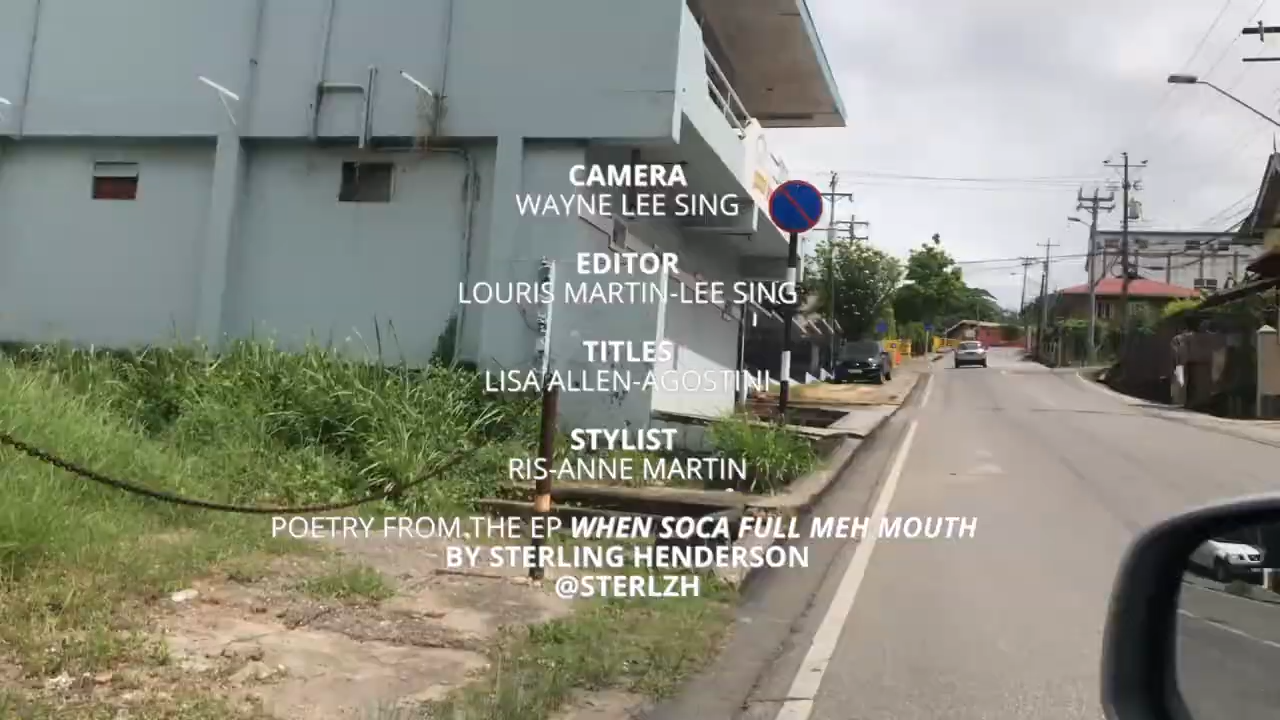 CAMERA
WAYNE LEE SING
EDITOR
LOURIS MARTIN-LEE SING
TITLES
LISA ALLEN-AGOSTINI
STYLIST
RIS-ANNE MARTIN
POETRY FROM THE EP WHEN SOCA FULL MEH MOUTH
BY STERLING HENDERSON
@STERLZH